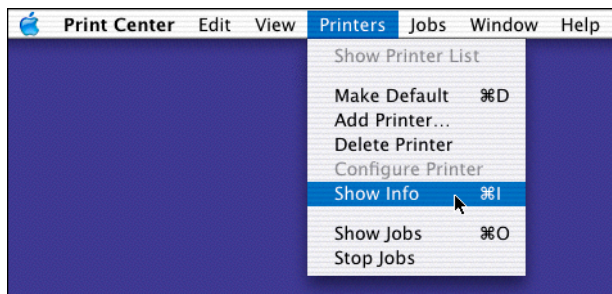 Print Center Edit View Printers Jobs Window Help
Show Printer List
Make Default ⌘D
Add Printer...
Delete Printer
Configure Printer
Show Info ⌘I
Show Jobs ⌘O
Stop Jobs